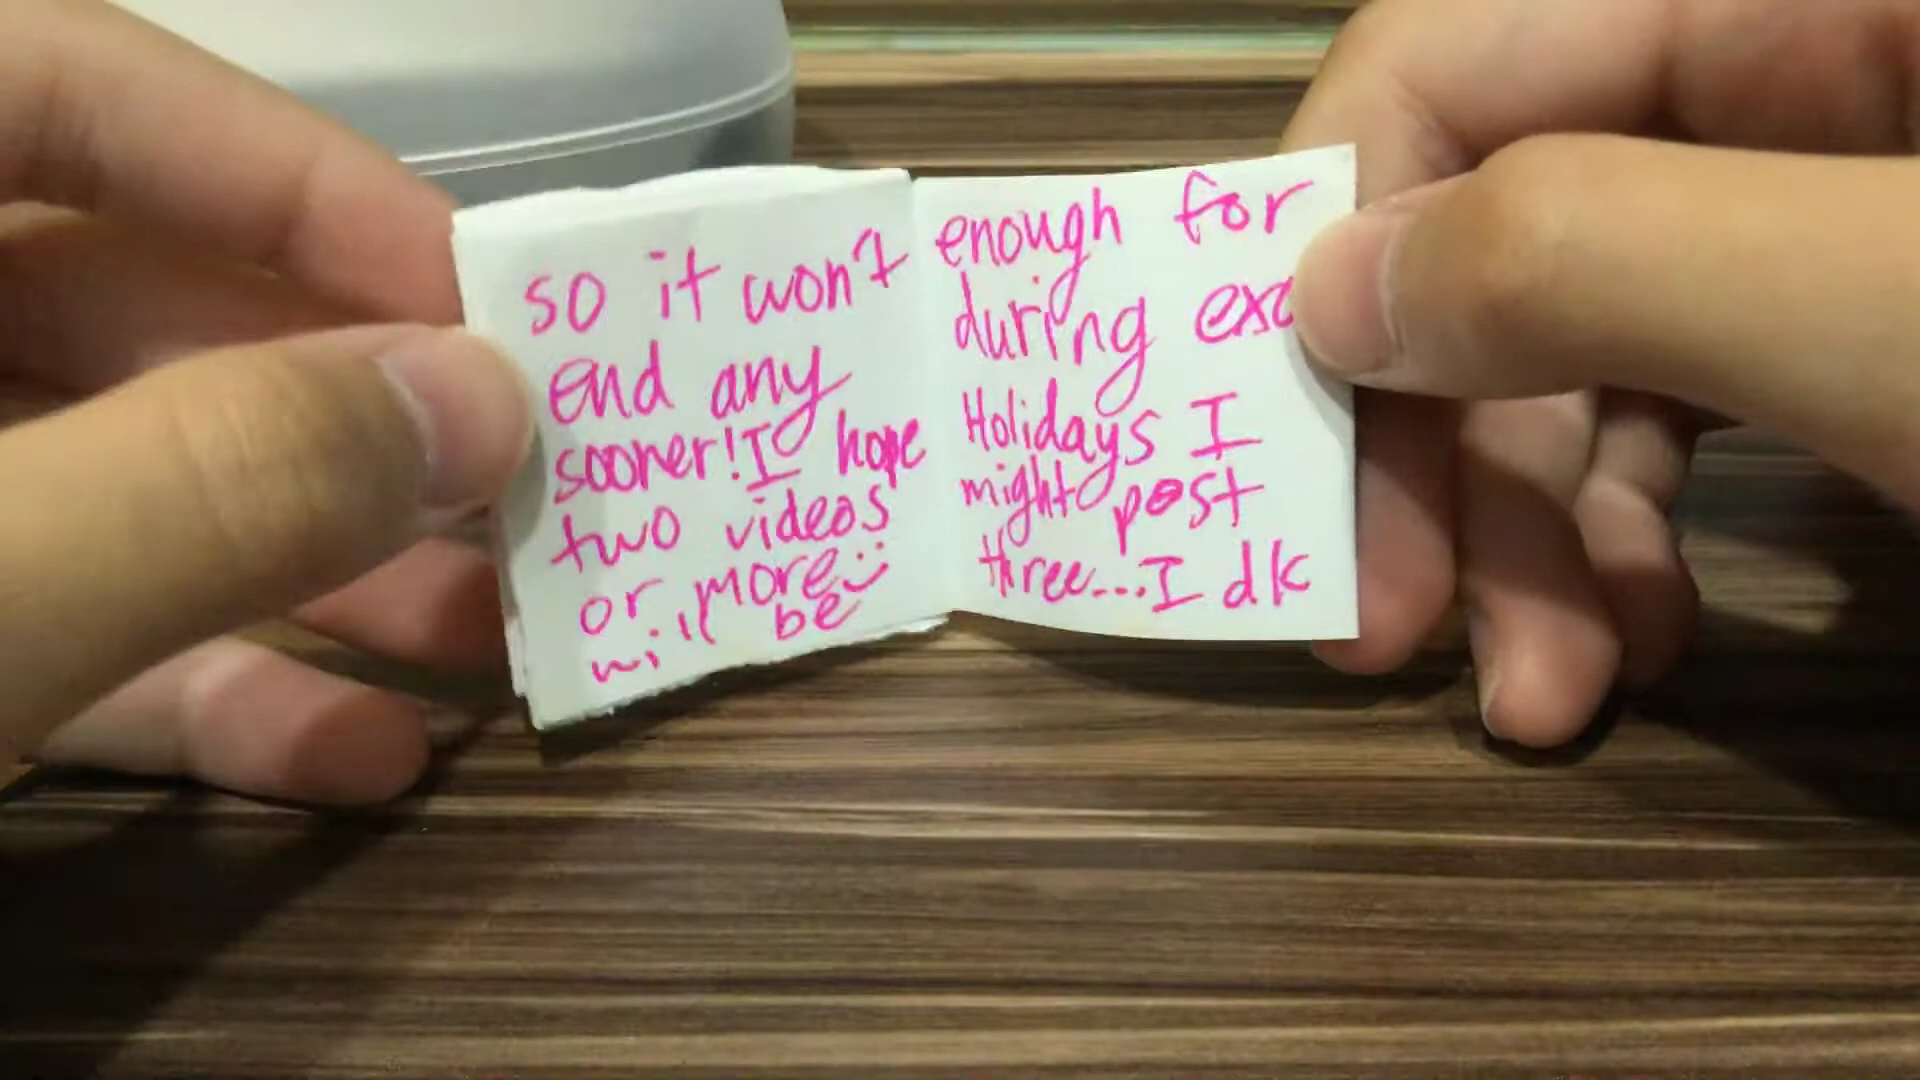 so it won't
end any
sooner! I hope
two videos
or more :)
will be
enough for
during
Holidays I
might post
three... I dk